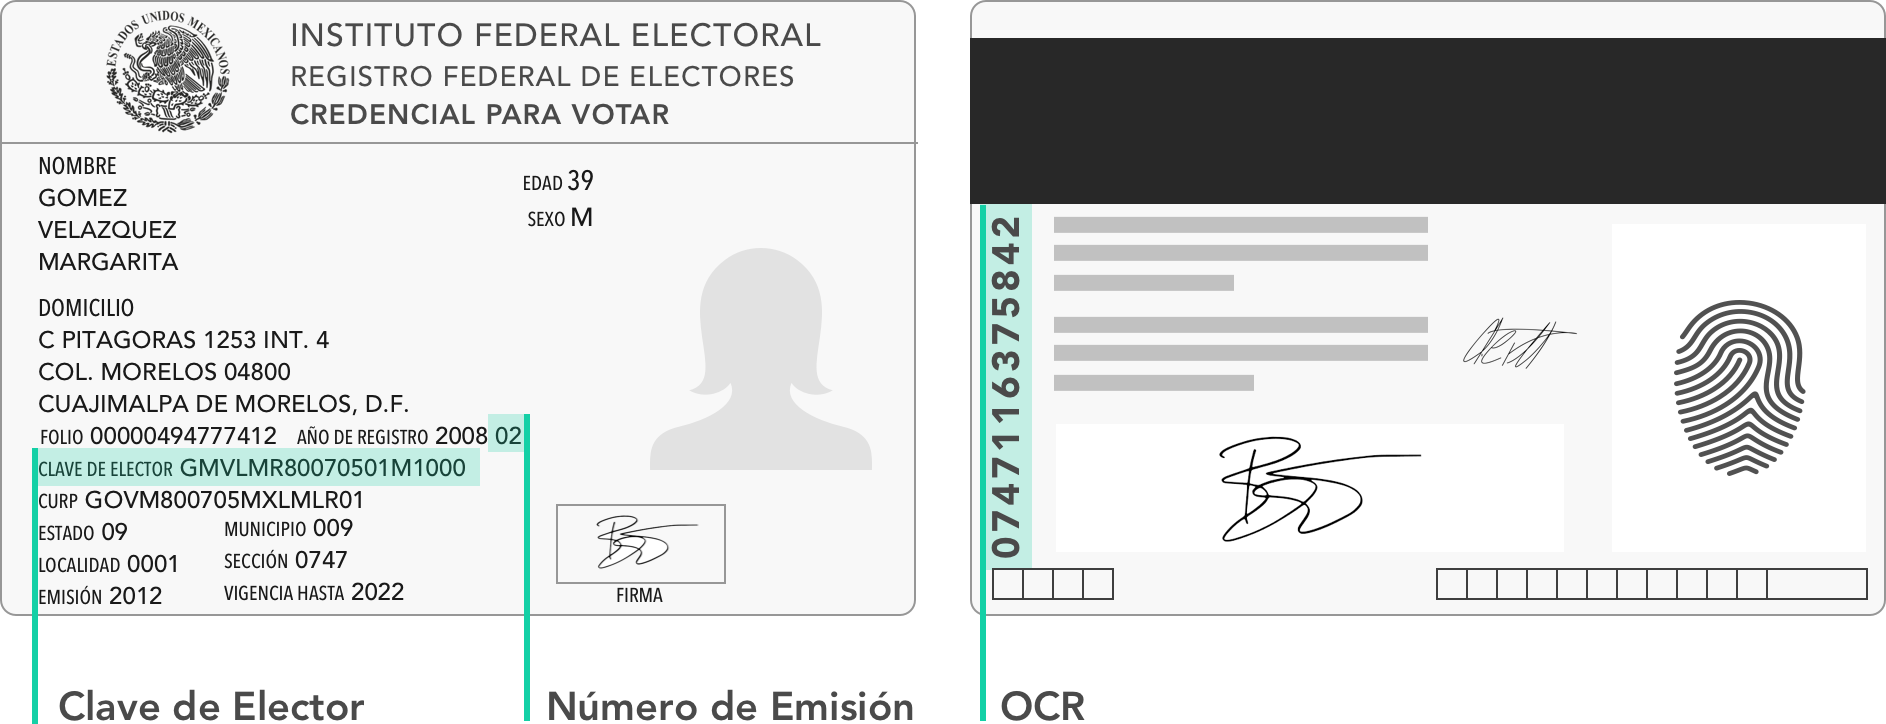 ESTADOS UNIDOS MEXICANOS
INSTITUTO FEDERAL ELECTORAL
REGISTRO FEDERAL DE ELECTORES
CREDENCIAL PARA VOTAR
NOMBRE
GOMEZ
VELAZQUEZ
MARGARITA
EDAD 39
SEXO M
DOMICILIO
C PITAGORAS 1253 INT. 4
COL. MORELOS 04800
CUAJIMALPA DE MORELOS, D.F.
FOLIO 00000494777412 AÑO DE REGISTRO 2008 02
CLAVE DE ELECTOR GMVLMR80070501M1000
CURP GOVM800705MXLMLR01
ESTADO 09 MUNICIPIO 009
LOCALIDAD 0001 SECCIÓN 0747
EMISIÓN 2012 VIGENCIA HASTA 2022
FIRMA
0747116375842
Clave de Elector
Número de Emisión
OCR